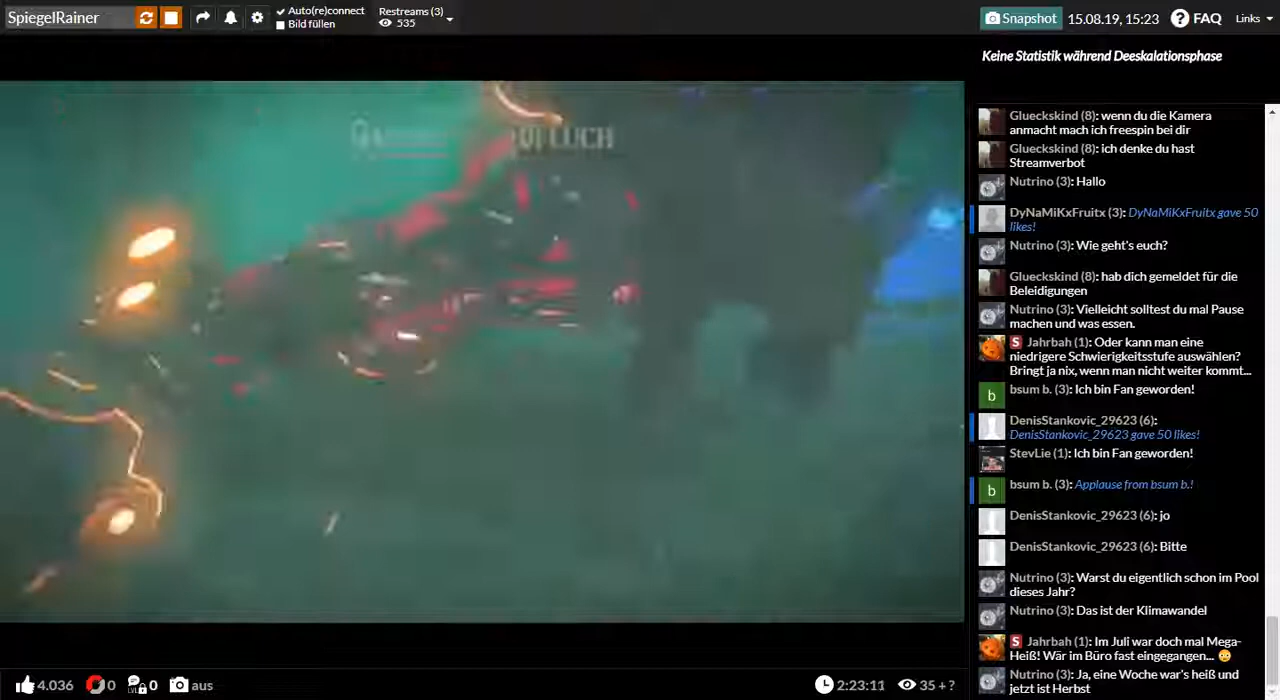 SpiegelRainer
Auto(re)connect
Bild füllen
Restreams (3)
535
Snapshot
15.08.19, 15:23
FAQ
Links
Keine Statistik während Deeskalationsphase
Glueckskind (8): wenn du die Kamera
anmacht mach ich freespin bei dir
Glueckskind (8): ich denke du hast
Streamverbot
Nutrino (3): Hallo
DyNaMiKxFruitx (3): DyNaMiKxFruitx gave 50
likes!
Nutrino (3): Wie geht's euch?
Glueckskind (8): hab dich gemeldet für die
Beleidigungen
Nutrino (3): Vielleicht solltest du mal Pause
machen und was essen.
S Jahrbah (1): Oder kann man eine
niedrigere Schwierigkeitsstufe auswählen?
Bringt ja nix, wenn man nicht weiter kommt...
b bsum b. (3): Ich bin Fan geworden!
DenisStankovic_29623 (6):
DenisStankovic_29623 gave 50 likes!
StevLie (1): Ich bin Fan geworden!
b bsum b. (3): Applause from bsum b.!
DenisStankovic_29623 (6): jo
DenisStankovic_29623 (6): Bitte
Nutrino (3): Warst du eigentlich schon im Pool
dieses Jahr?
Nutrino (3): Das ist der Klimawandel
S Jahrbah (1): Im Juli war doch mal Mega-
Heiß! Wär im Büro fast eingegangen...
Nutrino (3): Ja, eine Woche war's heiß und
jetzt ist Herbst
4.036
0
LVL
0
aus
2:23:11
35 + ?